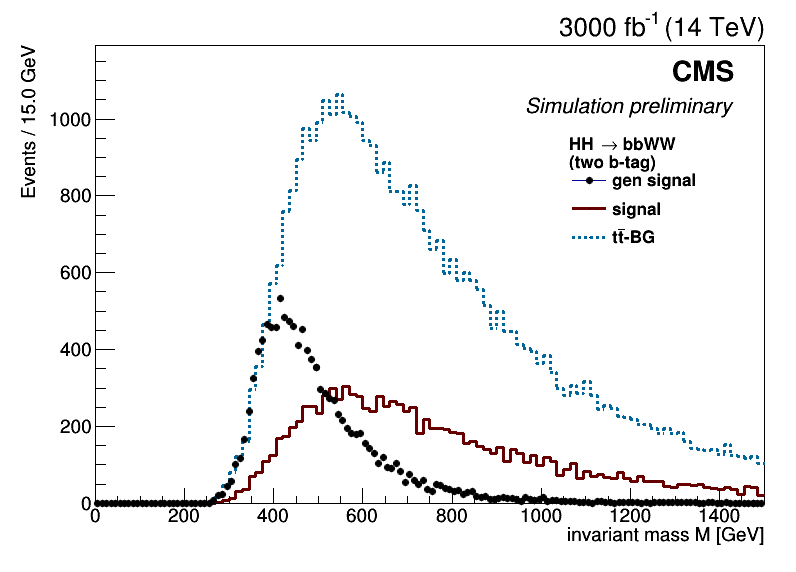 3000 fb⁻¹ (14 TeV)
CMS
Simulation preliminary
HH → bbWW
(two b-tag)
gen signal
signal
tt̄-BG
Events / 15.0 GeV
1000
800
600
400
200
0
0 200 400 600 800 1000 1200 1400
invariant mass M [GeV]